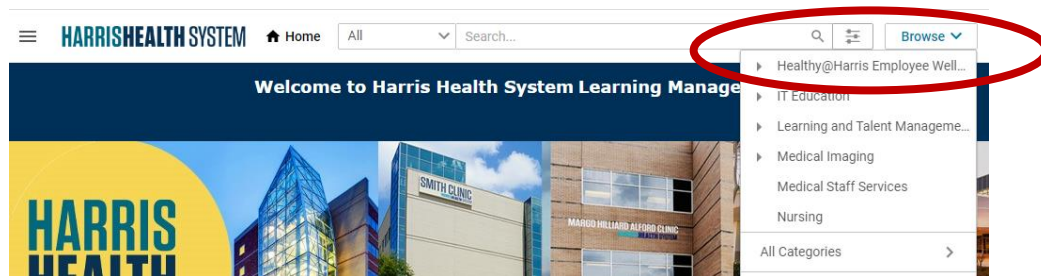 HARRISHEALTH SYSTEM Home All Search... Browse
Healthy@Harris Employee Well...
Welcome to Harris Health System Learning Manage
IT Education
Learning and Talent Manageme...
Medical Imaging
SMITH CLINIC
Medical Staff Services
HARRIS
MARGO HILLIARD ALFORD CLINIC
Nursing
HEALTH
All Categories